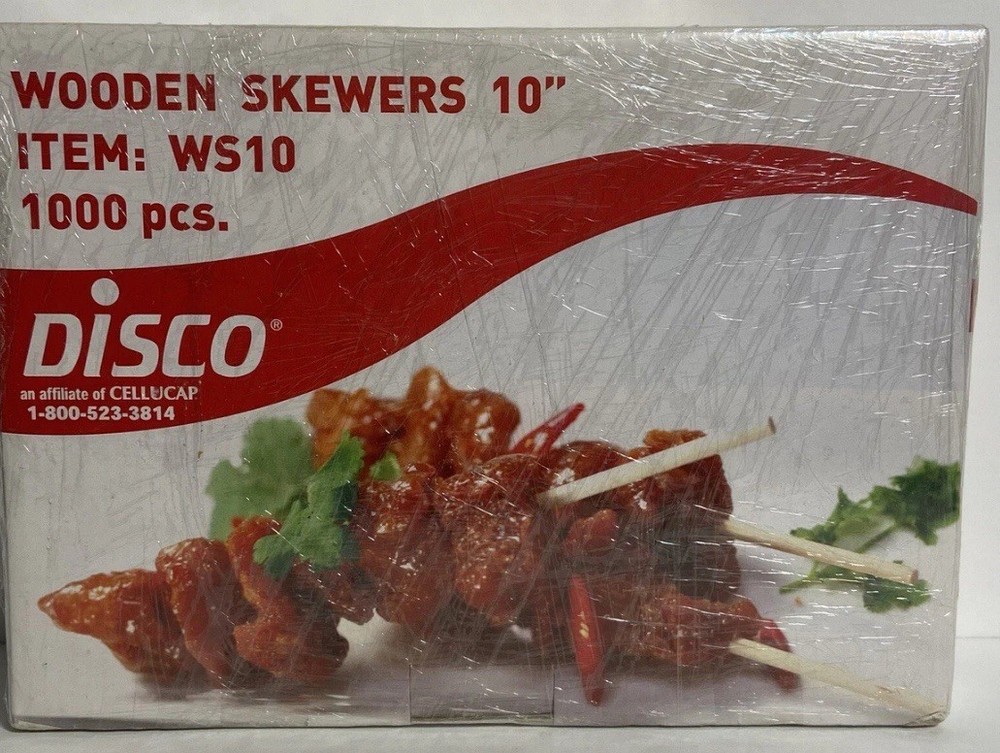 WOODEN SKEWERS 10”
ITEM: WS10
1000 pcs.
DiSCO®
an affiliate of CELLUCAP
1-800-523-3814